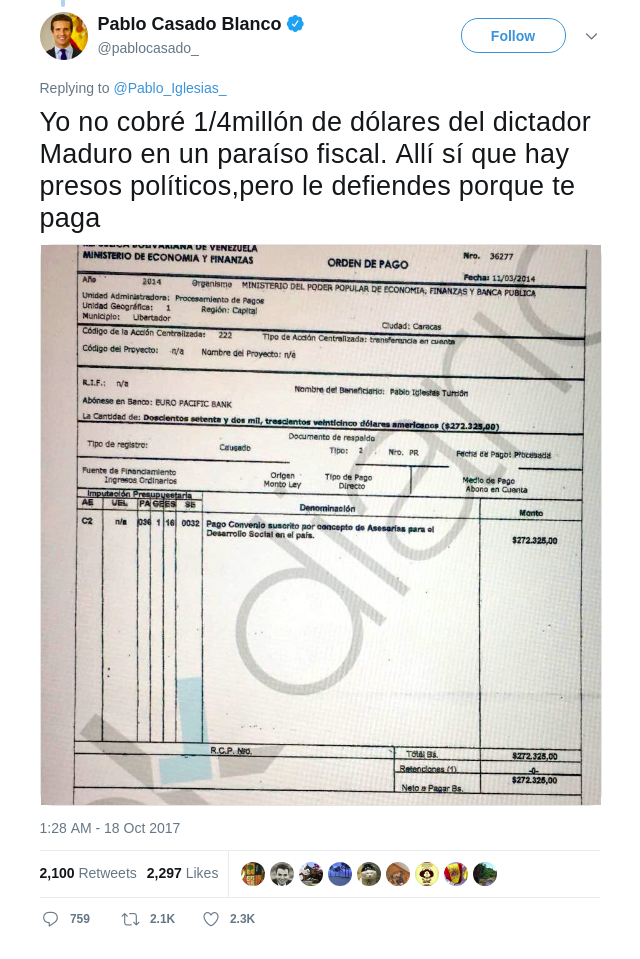 Pablo Casado Blanco
@pablocasado_
Follow
Replying to @Pablo_Iglesias_
Yo no cobré 1/4millón de dólares del dictador
Maduro en un paraíso fiscal. Allí sí que hay
presos políticos,pero le defiendes porque te
paga
REPUBLICA BOLIVARIANA DE VENEZUELA
MINISTERIO DE ECONOMIA Y FINANZAS
ORDEN DE PAGO
Nro. 36277
Fecha: 11/03/2014
Año 2014 Organismo MINISTERIO DEL PODER POPULAR DE ECONOMIA, FINANZAS Y BANCA PUBLICA
Unidad Administradora: Procesamiento de Pagos
Unidad Geográfica: 1 Región: Capital
Municipio: Libertador Ciudad: Caracas
Código de la Acción Centralizada: 222 Tipo de Acción Centralizada: transferencia en cuenta
Código del Proyecto: n/a Nombre del Proyecto: n/a
R.I.F.: n/a Nombre del Beneficiario: Pablo Iglesias Turrión
Abónese en Banco: EURO PACIFIC BANK
La Cantidad de: Doscientos setenta y dos mil, trescientos veinticinco dólares americanos ($272.325,00)
Documento de respaldo
Tipo de registro: Causado Tipo: 2 Nro. PR Fecha de Pago: Procesada
Fuente de Financiamiento Origen Tipo de Pago Medio de Pago
Ingresos Ordinarios Monto Ley Directo Abono en Cuenta
Imputación Presupuestaria
AE UEL PA GE ES SE Denominación Monto
C2 n/a 036 1 16 0032 Pago Convenio suscrito por concepto de Asesorías para el
Desarrollo Social en el país. $272.325,00
R.C.P. Nro. Total Bs. $272.325,00
Retenciones (1) -0-
Neto a Pagar Bs. $272.325,00
ok diario
1:28 AM - 18 Oct 2017
2,100 Retweets 2,297 Likes
759 2.1K 2.3K